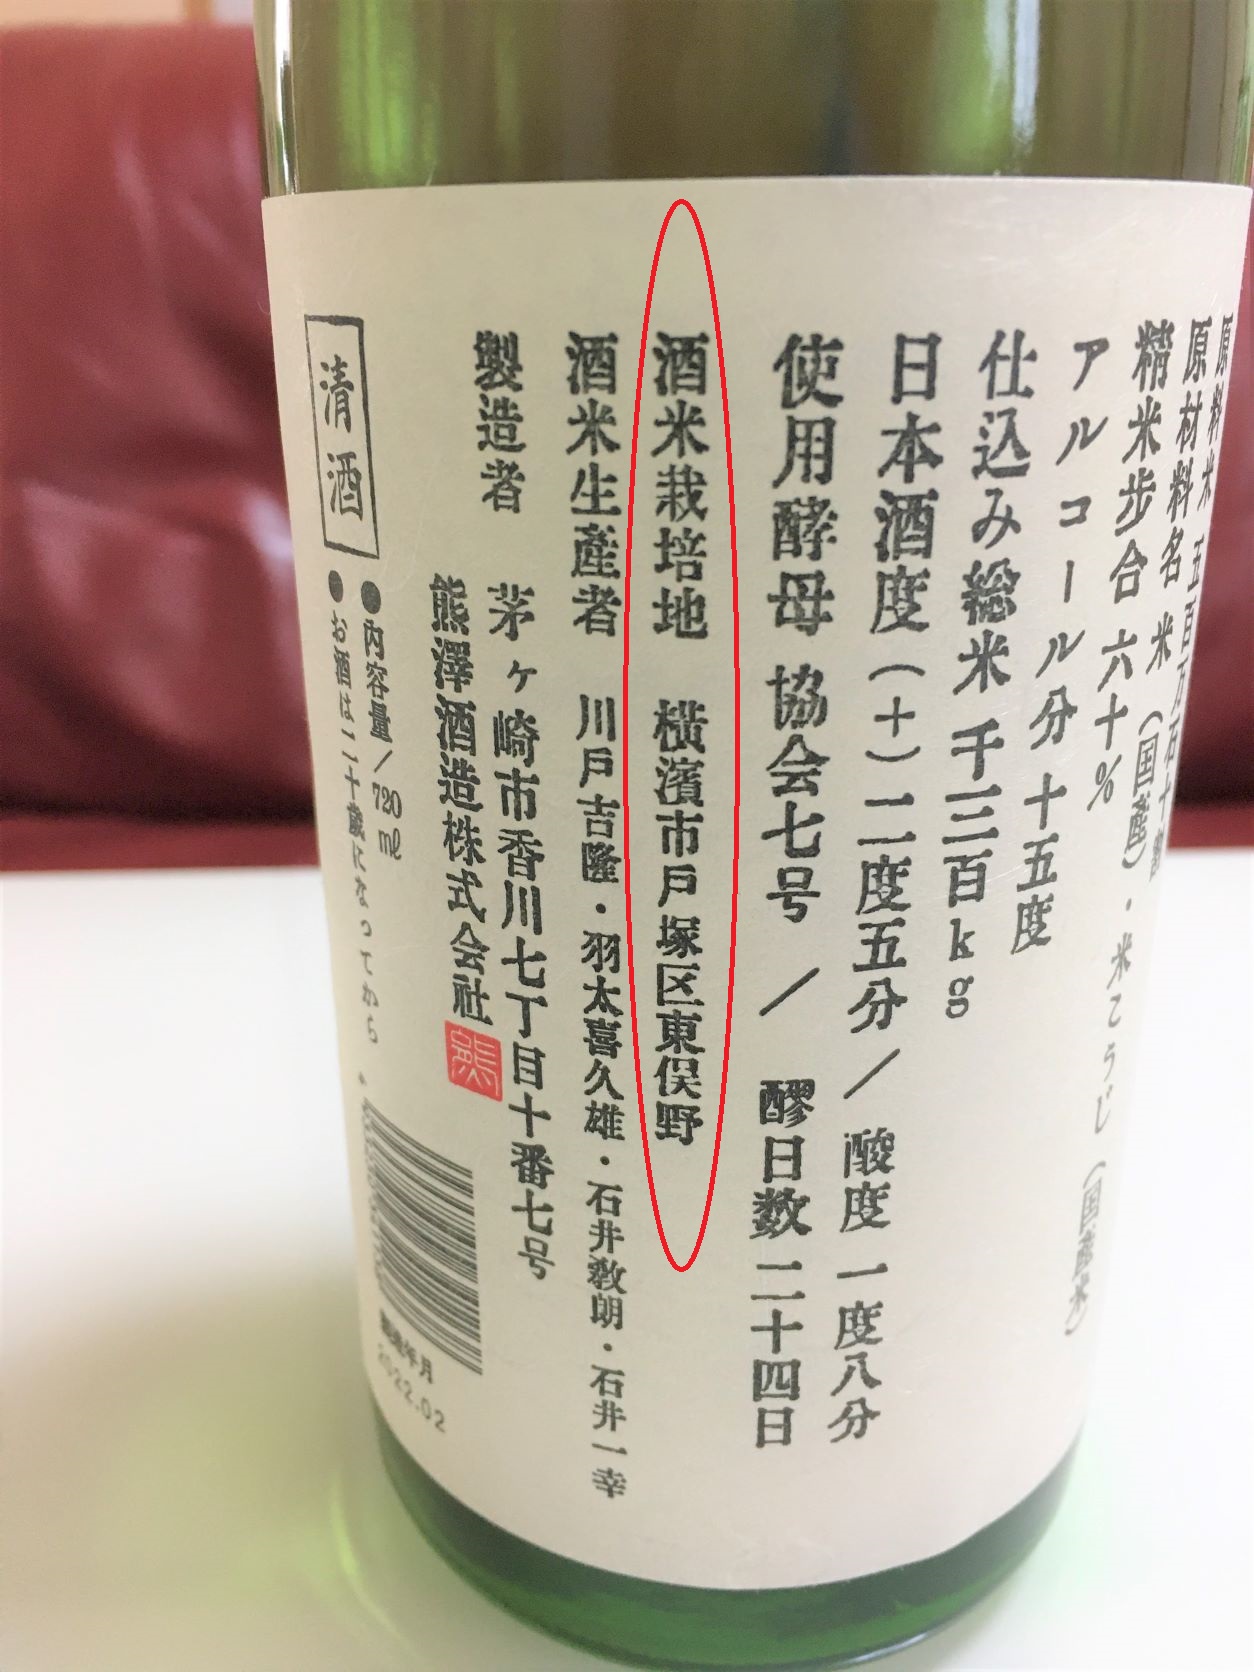 原料米 五百万石十割
原材料名 米（国産）・米こうじ（国産米）
精米歩合 六十％
アルコール分 十五度
仕込み総米 千三百kg
日本酒度（＋）二度五分／酸度 一度八分
使用酵母 協会七号／醪日数 二十四日
酒米栽培地 横濱市戸塚区東俣野
酒米生産者 川戸吉隆・羽太喜久雄・石井敎朗・石井一幸
製造者 茅ヶ崎市香川七丁目十番七号
熊澤酒造株式会社
熊
清酒
●内容量／720ml
●お酒は二十歳になってから
製造年月
2022.02